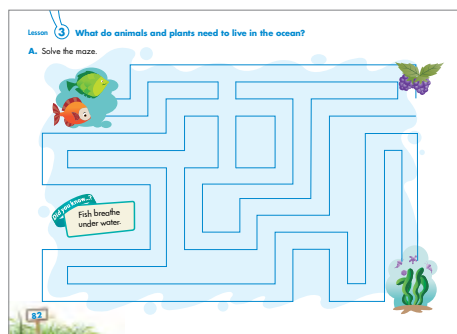 Lesson 3 What do animals and plants need to live in the ocean?
A. Solve the maze.
Did you know...?
Fish breathe
under water.
82